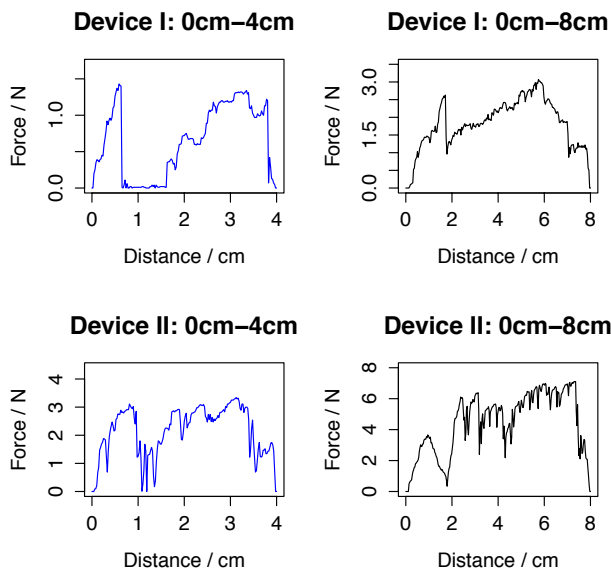 Device I: 0cm−4cm
Force / N
0.0
1.0
0 1 2 3 4
Distance / cm
Device I: 0cm−8cm
Force / N
0.0
1.5
3.0
0 2 4 6 8
Distance / cm
Device II: 0cm−4cm
Force / N
0
1
2
3
4
0 1 2 3 4
Distance / cm
Device II: 0cm−8cm
Force / N
0
2
4
6
8
0 2 4 6 8
Distance / cm